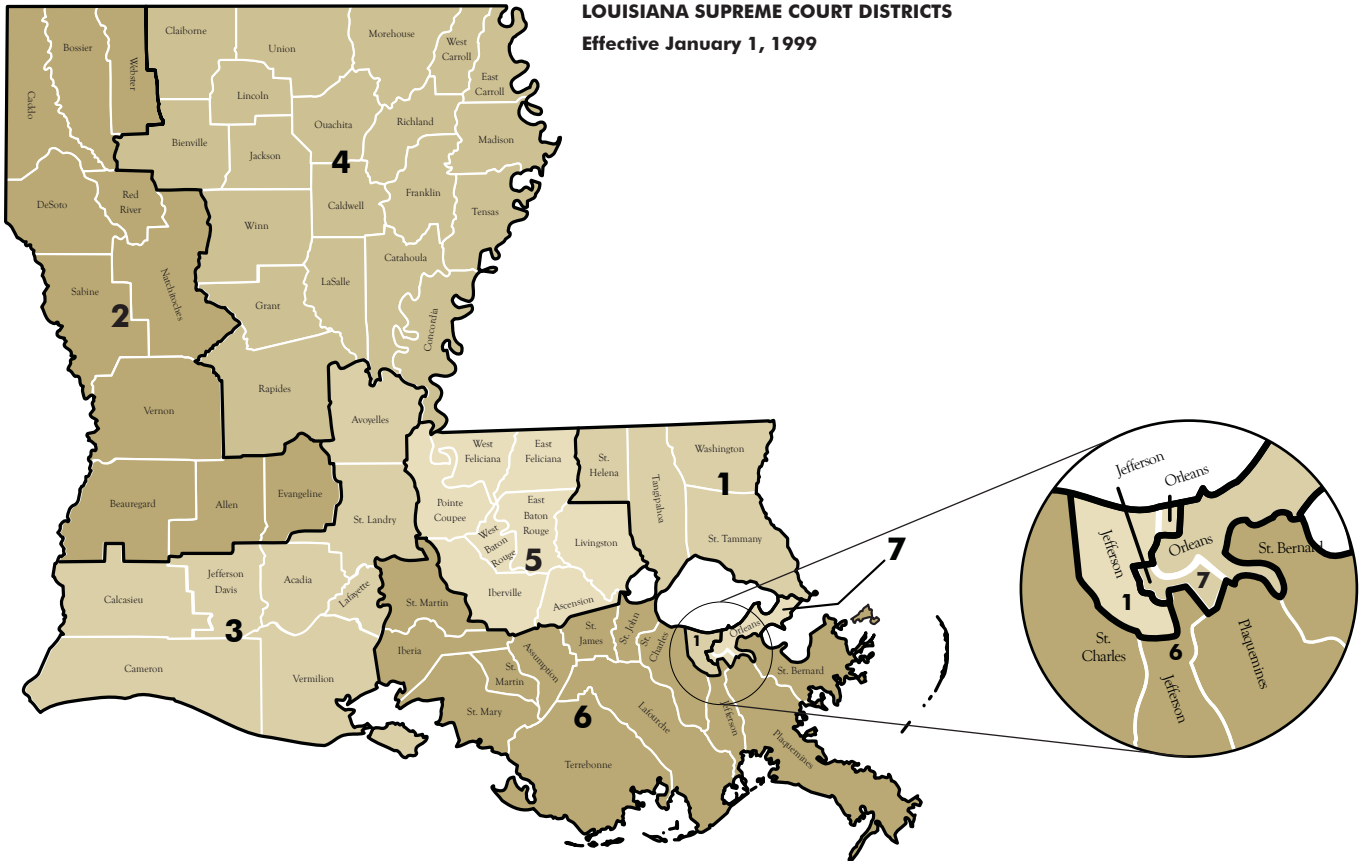 LOUISIANA SUPREME COURT DISTRICTS
Effective January 1, 1999
Caddo
Bossier
Webster
Claiborne
Union
Morehouse
West
Carroll
East
Carroll
Lincoln
Ouachita
Richland
Madison
Bienville
Jackson
4
DeSoto
Red
River
Winn
Caldwell
Franklin
Tensas
Catahoula
Sabine
2
Natchitoches
Grant
LaSalle
Concordia
Rapides
Vernon
Avoyelles
Beauregard
Allen
Evangeline
St. Landry
West
Feliciana
East
Feliciana
St.
Helena
Tangipahoa
Washington
1
St. Tammany
Pointe
Coupee
West
Baton
Rouge
East
Baton
Rouge
5
Livingston
Iberville
Ascension
Calcasieu
Jefferson
Davis
Acadia
Lafayette
3
Cameron
Vermilion
St. Martin
Iberia
St.
Martin
St. Mary
Assumption
St.
James
St. John
St.
Charles
1
Orleans
7
St. Bernard
6
Lafourche
Terrebonne
Jefferson
Plaquemines
Jefferson
Orleans
Jefferson
Orleans
St. Bernard
7
1
St.
Charles
6
Jefferson
Plaquemines